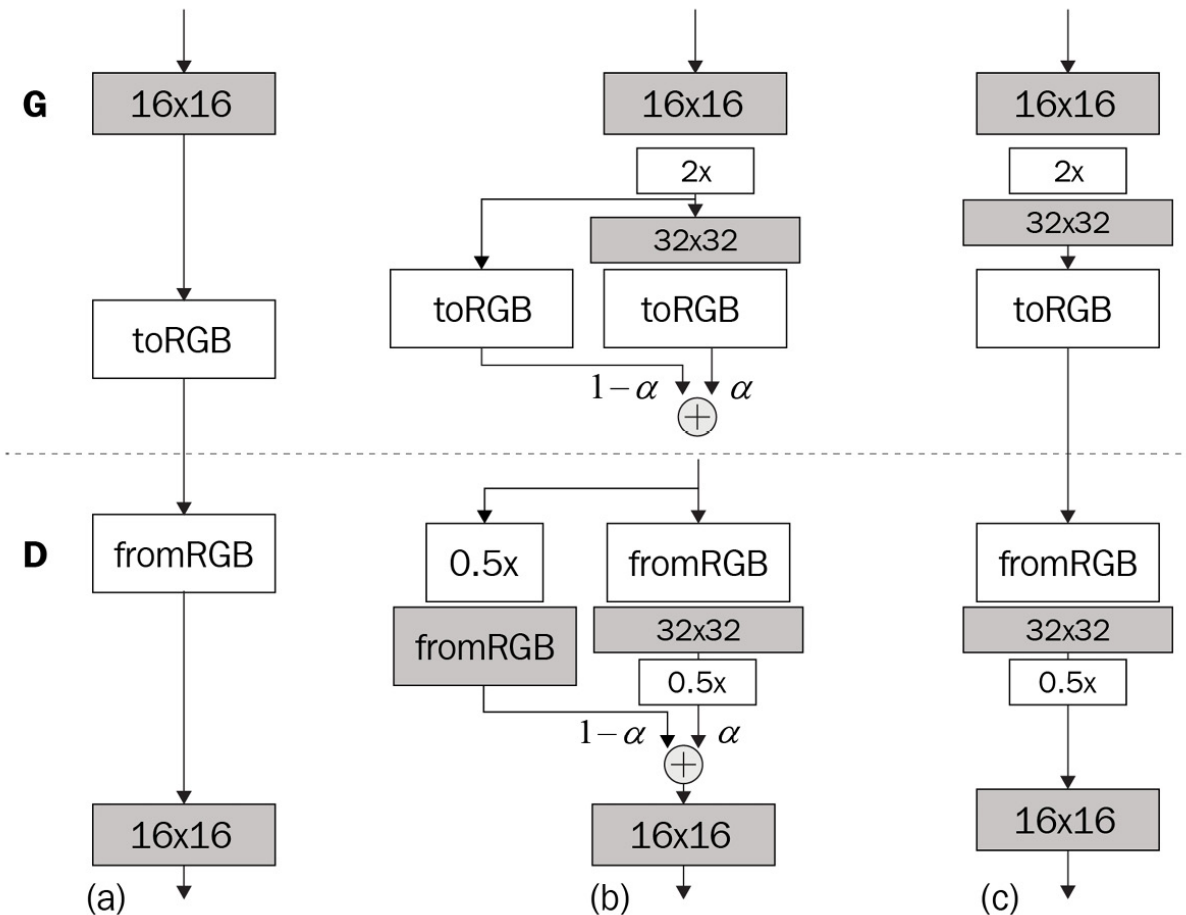 G
16x16
toRGB
16x16
2x
32x32
toRGB
toRGB
1−α
α
16x16
2x
32x32
toRGB
D
fromRGB
16x16
(a)
0.5x
fromRGB
fromRGB
32x32
0.5x
1−α
α
16x16
(b)
fromRGB
32x32
0.5x
16x16
(c)